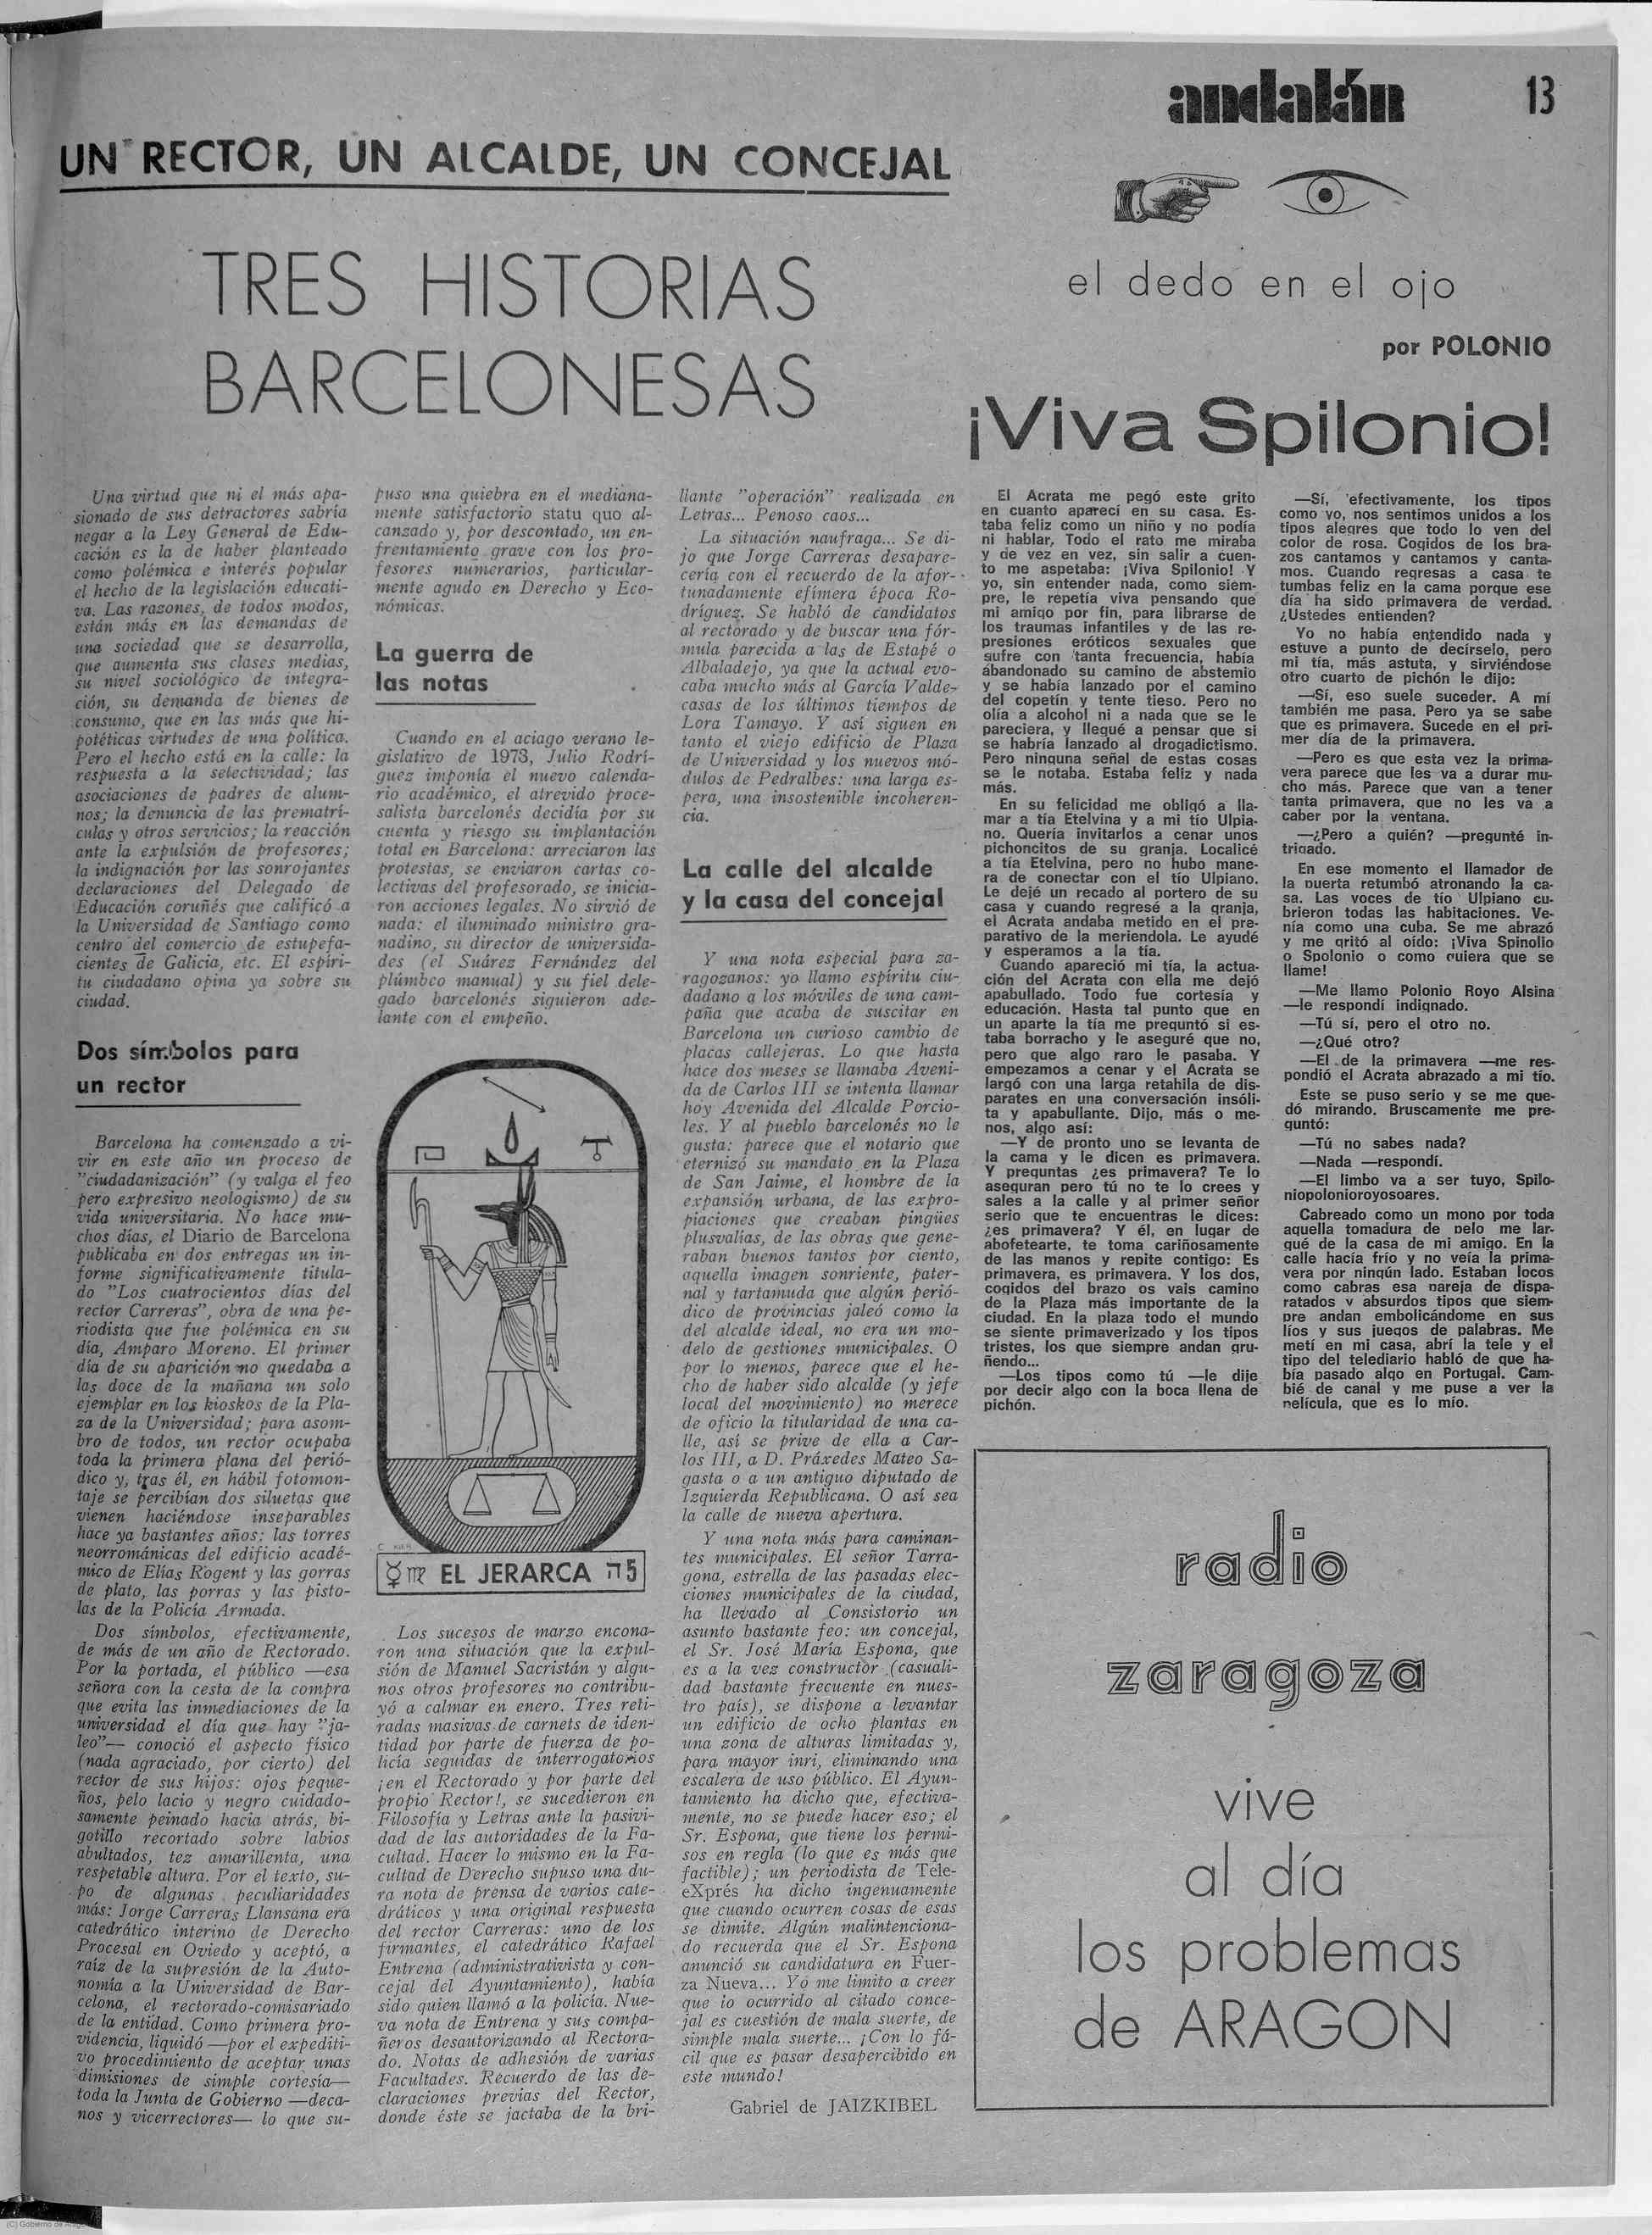 andalán 13
UN RECTOR, UN ALCALDE, UN CONCEJAL
TRES HISTORIAS
BARCELONESAS
Una virtud que ni el más apa-
sionado de sus detractores sabría
negar a la Ley General de Edu-
cación es la de haber planteado
como polémica e interés popular
el hecho de la legislación educati-
va. Las razones, de todos modos,
están más en las demandas de
una sociedad que se desarrolla,
que aumenta sus clases medias,
su nivel sociológico de integra-
ción, su demanda de bienes de
consumo, que en las más que hi-
potéticas virtudes de una política.
Pero el hecho está en la calle: la
respuesta a la selectividad; las
asociaciones de padres de alum-
nos; la denuncia de las prematrí-
culas y otros servicios; la reacción
ante la expulsión de profesores;
la indignación por las sonrojantes
declaraciones del Delegado de
Educación coruñés que calificó a
la Universidad de Santiago como
centro del comercio de estupefa-
cientes de Galicia, etc. El espíri-
tu ciudadano opina ya sobre su
ciudad.
Dos símbolos para
un rector
Barcelona ha comenzado a vi-
vir en este año un proceso de
"ciudadanización" (y valga el feo
pero expresivo neologismo) de su
vida universitaria. No hace mu-
chos días, el Diario de Barcelona
publicaba en dos entregas un in-
forme significativamente titula-
do "Los cuatrocientos días del
rector Carreras", obra de una pe-
riodista que fue polémica en su
día, Amparo Moreno. El primer
día de su aparición no quedaba a
las doce de la mañana un solo
ejemplar en los kioskos de la Pla-
za de la Universidad; para asom-
bro de todos, un rector ocupaba
toda la primera plana del perió-
dico y, tras él, en hábil fotomon-
taje se percibían dos siluetas que
vienen haciéndose inseparables
hace ya bastantes años: las torres
neorrománicas del edificio acadé-
mico de Elías Rogent y las gorras
de plato, las porras y las pisto-
las de la Policía Armada.
Dos símbolos, efectivamente,
de más de un año de Rectorado.
Por la portada, el público —esa
señora con la cesta de la compra
que evita las inmediaciones de la
universidad el día que hay "ja-
leo"— conoció el aspecto físico
(nada agraciado, por cierto) del
rector de sus hijos: ojos peque-
ños, pelo lacio y negro cuidado-
samente peinado hacia atrás, bi-
gotillo recortado sobre labios
abultados, tez amarillenta, una
respetable altura. Por el texto, su-
po de algunas peculiaridades
más: Jorge Carreras Llansana era
catedrático interino de Derecho
Procesal en Oviedo y aceptó, a
raíz de la supresión de la Auto-
nomía a la Universidad de Bar-
celona, el rectorado-comisariado
de la entidad. Como primera pro-
videncia, liquidó —por el expediti-
vo procedimiento de aceptar unas
dimisiones de simple cortesía—
toda la Junta de Gobierno —deca-
nos y vicerrectores— lo que su-
puso una quiebra en el mediana-
mente satisfactorio statu quo al-
canzado y, por descontado, un en-
frentamiento grave con los pro-
fesores numerarios, particular-
mente agudo en Derecho y Eco-
nómicas.
La guerra de
las notas
Cuando en el aciago verano le-
gislativo de 1973, Julio Rodrí-
guez imponía el nuevo calenda-
rio académico, el atrevido proce-
salista barcelonés decidía por su
cuenta y riesgo su implantación
total en Barcelona: arreciaron las
protestas, se enviaron cartas co-
lectivas del profesorado, se inicia-
ron acciones legales. No sirvió de
nada: el iluminado ministro gra-
nadino, su director de universida-
des (el Suárez Fernández del
plúmbeo manual) y su fiel dele-
gado barcelonés siguieron ade-
lante con el empeño.
EL JERARCA 5
Los sucesos de marzo encona-
ron una situación que la expul-
sión de Manuel Sacristán y algu-
nos otros profesores no contribu-
yó a calmar en enero. Tres reti-
radas masivas de carnets de iden-
tidad por parte de fuerza de po-
licía seguidas de interrogatorios
¡en el Rectorado y por parte del
propio Rector!, se sucedieron en
Filosofía y Letras ante la pasivi-
dad de las autoridades de la Fa-
cultad. Hacer lo mismo en la Fa-
cultad de Derecho supuso una du-
ra nota de prensa de varios cate-
dráticos y una original respuesta
del rector Carreras: uno de los
firmantes, el catedrático Rafael
Entrena (administrativista y con-
cejal del Ayuntamiento), había
sido quien llamó a la policía. Nue-
va nota de Entrena y sus compa-
ñeros desautorizando al Rectora-
do. Notas de adhesión de varias
Facultades. Recuerdo de las de-
claraciones previas del Rector,
donde éste se jactaba de la bri-
llante "operación" realizada en
Letras... Penoso caos...
La situación naufraga... Se di-
jo que Jorge Carreras desapare-
cería con el recuerdo de la afor-
tunadamente efímera época Ro-
dríguez. Se habló de candidatos
al rectorado y de buscar una fór-
mula parecida a las de Estapé o
Albaladejo, ya que la actual evo-
caba mucho más al García Valde-
casas de los últimos tiempos de
Lora Tamayo. Y así siguen en
tanto el viejo edificio de Plaza
de Universidad y los nuevos mó-
dulos de Pedralbes: una larga es-
pera, una insostenible incoheren-
cia.
La calle del alcalde
y la casa del concejal
Y una nota especial para za-
ragozanos: yo llamo espíritu ciu-
dadano a los móviles de una cam-
paña que acaba de suscitar en
Barcelona un curioso cambio de
placas callejeras. Lo que hasta
hace dos meses se llamaba Aveni-
da de Carlos III se intenta llamar
hoy Avenida del Alcalde Porcio-
les. Y al pueblo barcelonés no le
gusta: parece que el notario que
eternizó su mandato en la Plaza
de San Jaime, el hombre de la
expansión urbana, de las expro-
piaciones que creaban pingües
plusvalías, de las obras que gene-
raban buenos tantos por ciento,
aquella imagen sonriente, pater-
nal y tartamuda que algún perió-
dico de provincias jaleó como la
del alcalde ideal, no era un mo-
delo de gestiones municipales. O
por lo menos, parece que el he-
cho de haber sido alcalde (y jefe
local del movimiento) no merece
de oficio la titularidad de una ca-
lle, así se prive de ella a Car-
los III, a D. Práxedes Mateo Sa-
gasta o a un antiguo diputado de
Izquierda Republicana. O así sea
la calle de nueva apertura.
Y una nota más para caminan-
tes municipales. El señor Tarra-
gona, estrella de las pasadas elec-
ciones municipales de la ciudad,
ha llevado al Consistorio un
asunto bastante feo: un concejal,
el Sr. José María Espona, que
es a la vez constructor (casuali-
dad bastante frecuente en nues-
tro país), se dispone a levantar
un edificio de ocho plantas en
una zona de alturas limitadas y,
para mayor inri, eliminando una
escalera de uso público. El Ayun-
tamiento ha dicho que, efectiva-
mente, no se puede hacer eso; el
Sr. Espona, que tiene los permi-
sos en regla (lo que es más que
factible); un periodista de Tele-
eXprés ha dicho ingenuamente
que cuando ocurren cosas de esas
se dimite. Algún malintenciona-
do recuerda que el Sr. Espona
anunció su candidatura en Fuer-
za Nueva... Yo me limito a creer
que lo ocurrido al citado conce-
jal es cuestión de mala suerte, de
simple mala suerte... ¡Con lo fá-
cil que es pasar desapercibido en
este mundo!
Gabriel de JAIZKIBEL
el dedo en el ojo
por POLONIO
¡Viva Spilonio!
El Acrata me pegó este grito
en cuanto aparecí en su casa. Es-
taba feliz como un niño y no podía
ni hablar, Todo el rato me miraba
y de vez en vez, sin salir a cuen-
to me aspetaba: ¡Viva Spilonio! Y
yo, sin entender nada, como siem-
pre, le repetía viva pensando que
mi amigo por fin, para librarse de
los traumas infantiles y de las re-
presiones eróticos sexuales que
sufre con tanta frecuencia, había
abandonado su camino de abstemio
y se había lanzado por el camino
del copetín y tente tieso. Pero no
olía a alcohol ni a nada que se le
pareciera, y llegué a pensar que si
se habría lanzado al drogadictismo.
Pero ninguna señal de estas cosas
se le notaba. Estaba feliz y nada
más.
En su felicidad me obligó a lla-
mar a tía Etelvina y a mi tío Ulpia-
no. Quería invitarlos a cenar unos
pichoncitos de su granja. Localicé
a tía Etelvina, pero no hubo mane-
ra de conectar con el tío Ulpiano.
Le dejé un recado al portero de su
casa y cuando regresé a la granja,
el Acrata andaba metido en el pre-
parativo de la meriendola. Le ayudé
y esperamos a la tía.
Cuando apareció mi tía, la actua-
ción del Acrata con ella me dejó
apabullado. Todo fue cortesía y
educación. Hasta tal punto que en
un aparte la tía me preguntó si es-
taba borracho y le aseguré que no,
pero que algo raro le pasaba. Y
empezamos a cenar y el Acrata se
largó con una larga retahila de dis-
parates en una conversación insóli-
ta y apabullante. Dijo, más o me-
nos, algo así:
—Y de pronto uno se levanta de
la cama y le dicen es primavera.
Y preguntas ¿es primavera? Te lo
aseguran pero tú no te lo crees y
sales a la calle y al primer señor
serio que te encuentras le dices:
¿es primavera? Y él, en lugar de
abofetearte, te toma cariñosamente
de las manos y repite contigo: Es
primavera, es primavera. Y los dos,
cogidos del brazo os vais camino
de la Plaza más importante de la
ciudad. En la plaza todo el mundo
se siente primaverizado y los tipos
tristes, los que siempre andan gru-
ñendo...
—Los tipos como tú —le dije
por decir algo con la boca llena de
pichón.
—Sí, efectivamente, los tipos
como yo, nos sentimos unidos a los
tipos alegres que todo lo ven del
color de rosa. Cogidos de los bra-
zos cantamos y cantamos y canta-
mos. Cuando regresas a casa te
tumbas feliz en la cama porque ese
día ha sido primavera de verdad.
¿Ustedes entienden?
Yo no había entendido nada y
estuve a punto de decírselo, pero
mi tía, más astuta, y sirviéndose
otro cuarto de pichón le dijo:
—Sí, eso suele suceder. A mí
también me pasa. Pero ya se sabe
que es primavera. Sucede en el pri-
mer día de la primavera.
—Pero es que esta vez la prima-
vera parece que les va a durar mu-
cho más. Parece que van a tener
tanta primavera, que no les va a
caber por la ventana.
—¿Pero a quién? —pregunté in-
trigado.
En ese momento el llamador de
la puerta retumbó atronando la ca-
sa. Las voces de tío Ulpiano cu-
brieron todas las habitaciones. Ve-
nía como una cuba. Se me abrazó
y me gritó al oído: ¡Viva Spinolio
o Spolonio o como quiera que se
llame!
—Me llamo Polonio Royo Alsina
—le respondí indignado.
—Tú sí, pero el otro no.
—¿Qué otro?
—El de la primavera —me res-
pondió el Acrata abrazado a mi tío.
Este se puso serio y se me que-
dó mirando. Bruscamente me pre-
guntó:
—Tú no sabes nada?
—Nada —respondí.
—El limbo va a ser tuyo, Spilo-
niopolonioroyosoares.
Cabreado como un mono por toda
aquella tomadura de pelo me lar-
gué de la casa de mi amigo. En la
calle hacía frío y no veía la prima-
vera por ningún lado. Estaban locos
como cabras esa pareja de dispa-
ratados y absurdos tipos que siem-
pre andan embolicándome en sus
líos y sus juegos de palabras. Me
metí en mi casa, abrí la tele y el
tipo del telediario habló de que ha-
bía pasado algo en Portugal. Cam-
bié de canal y me puse a ver la
película, que es lo mío.
radio
zaragoza
vive
al día
los problemas
de ARAGON
(C) Gobierno de Aragón